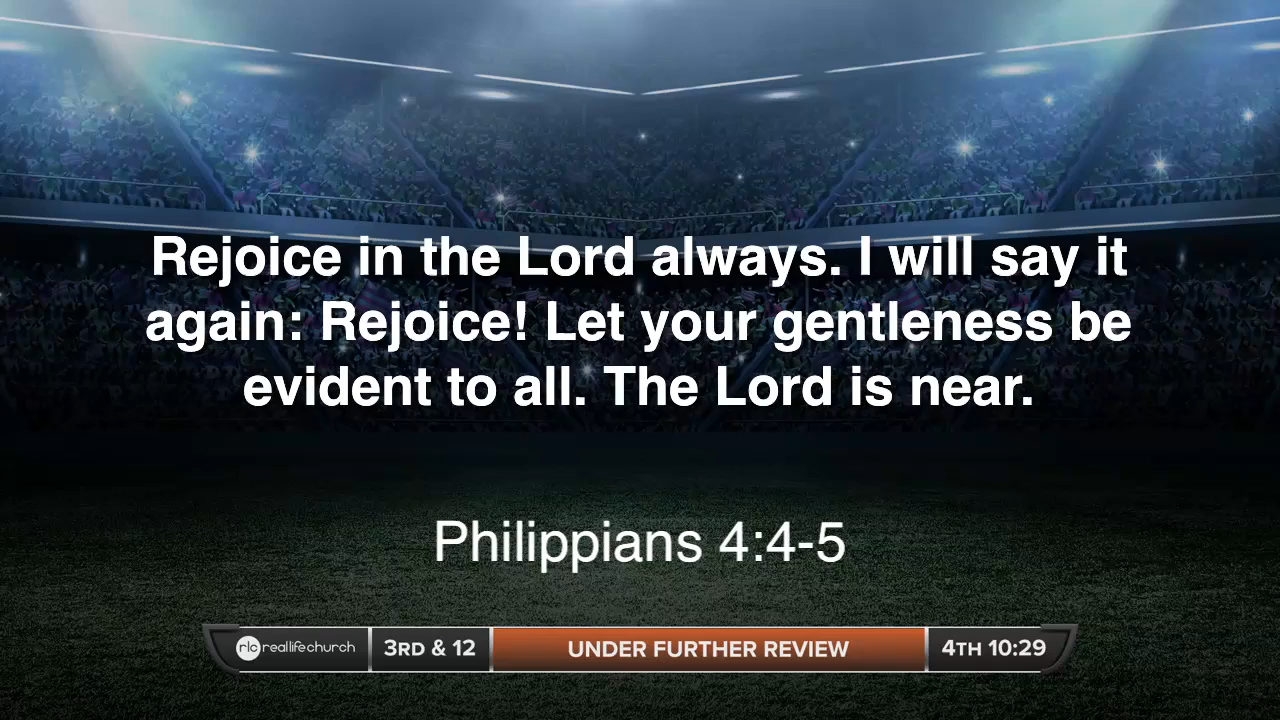 Rejoice in the Lord always. I will say it
again: Rejoice! Let your gentleness be
evident to all. The Lord is near.
Philippians 4:4-5
rlc reallifechurch 3RD & 12 UNDER FURTHER REVIEW 4TH 10:29